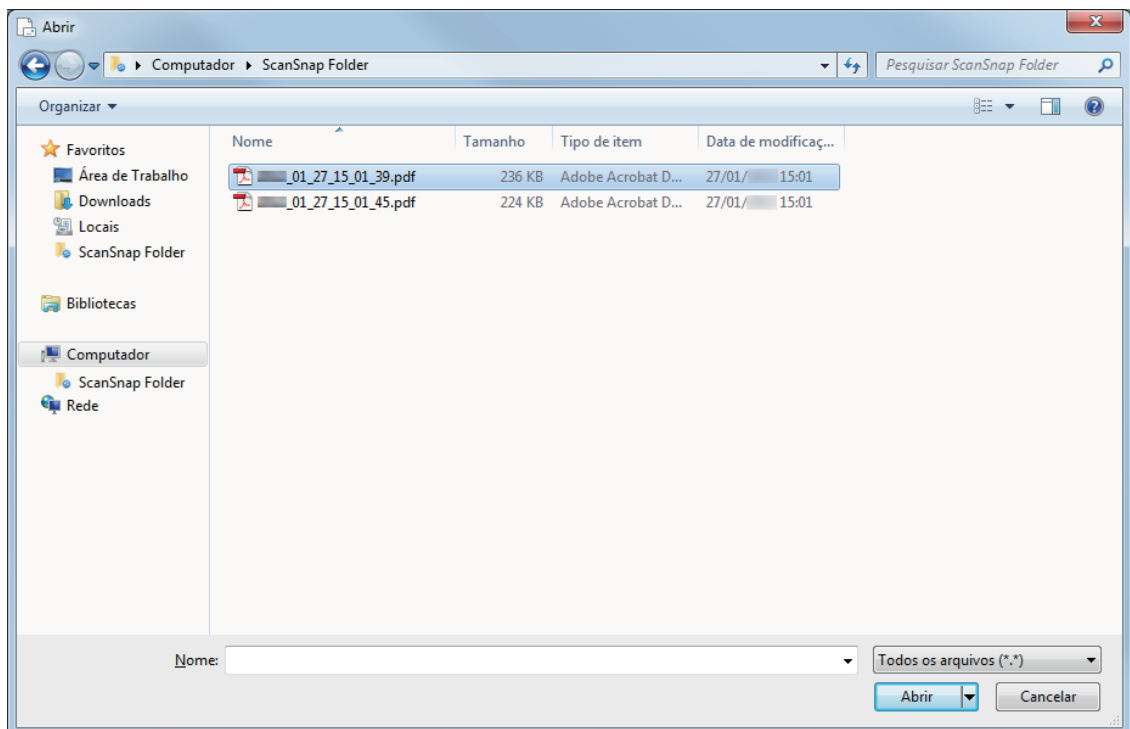 Abrir
Computador ▸ ScanSnap Folder
Pesquisar ScanSnap Folder
Organizar
Nome Tamanho Tipo de item Data de modificaç...
Favoritos
Área de Trabalho
Downloads
Locais
ScanSnap Folder
Bibliotecas
Computador
ScanSnap Folder
Rede
_01_27_15_01_39.pdf 236 KB Adobe Acrobat D... 27/01/ 15:01
_01_27_15_01_45.pdf 224 KB Adobe Acrobat D... 27/01/ 15:01
Nome:
Todos os arquivos (*.*)
Abrir Cancelar